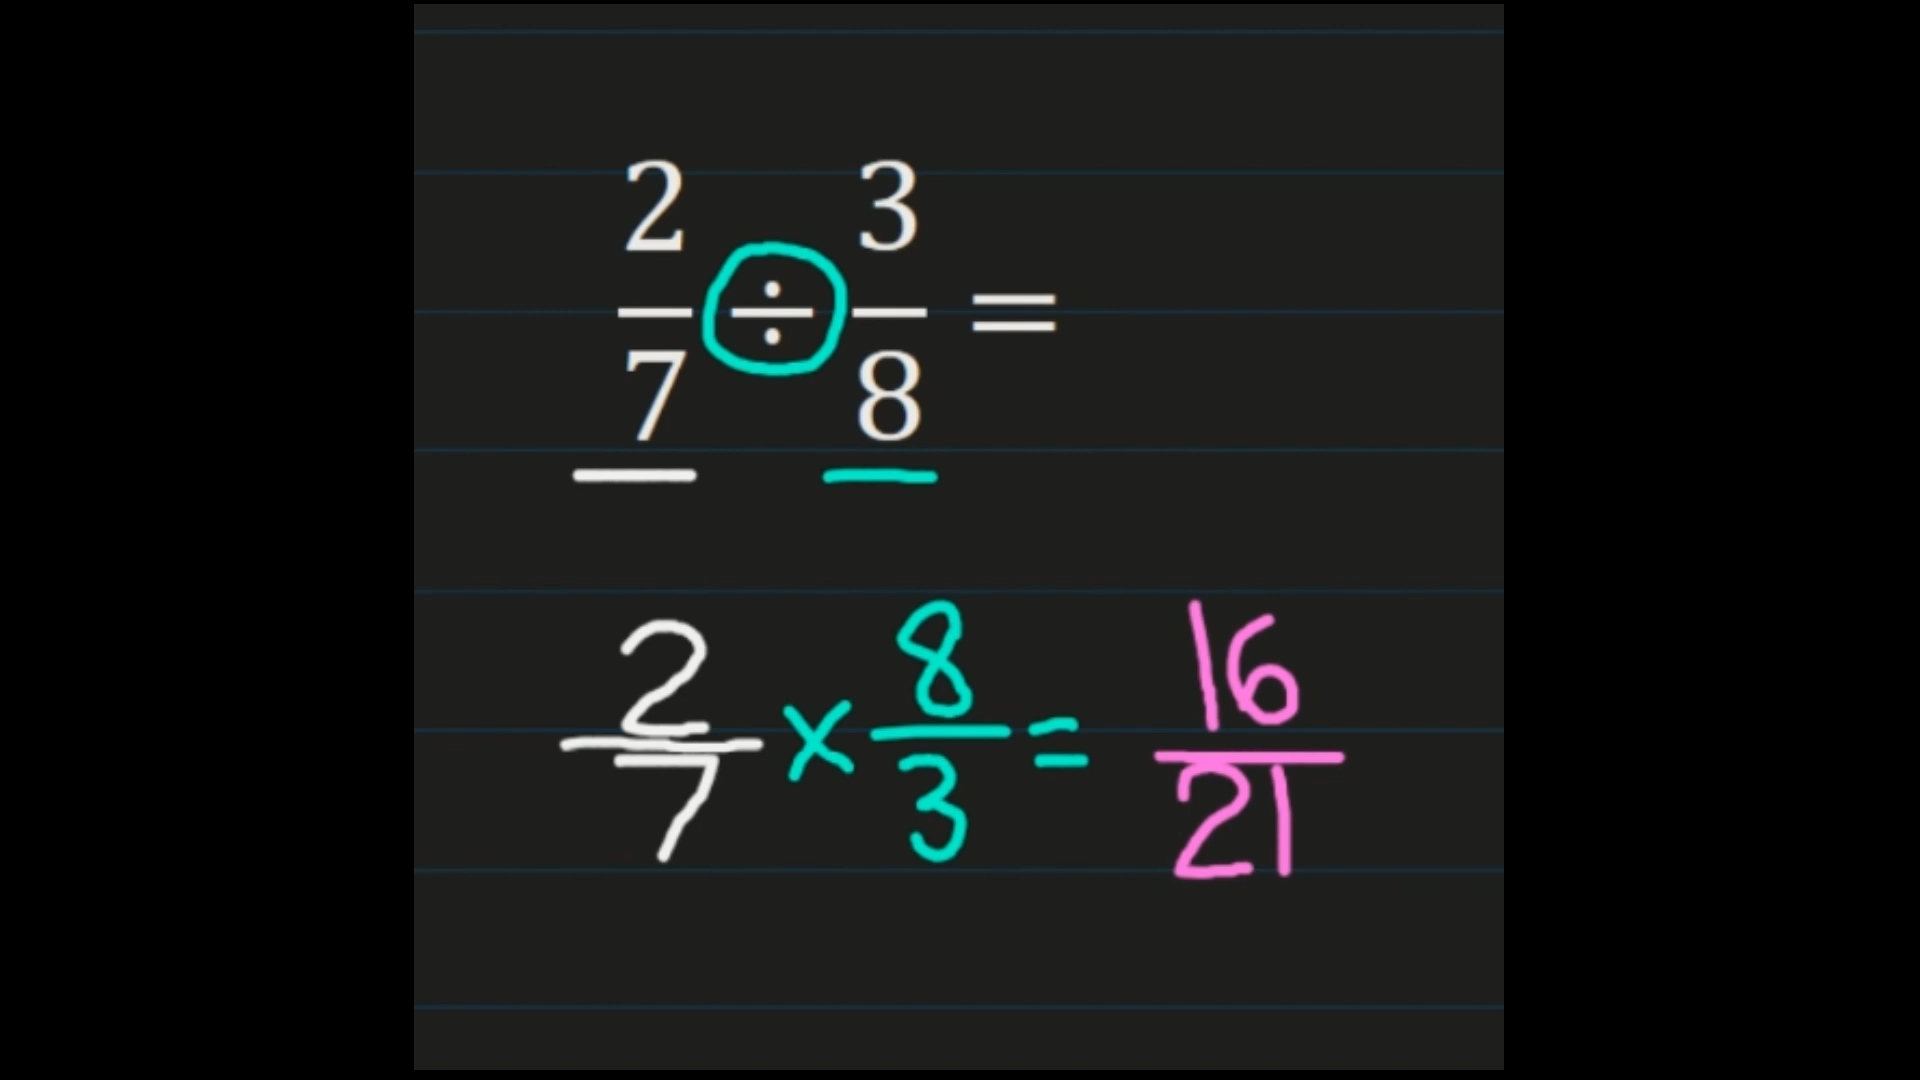 2/7 ÷ 3/8 =
2/7 × 8/3 = 16/21